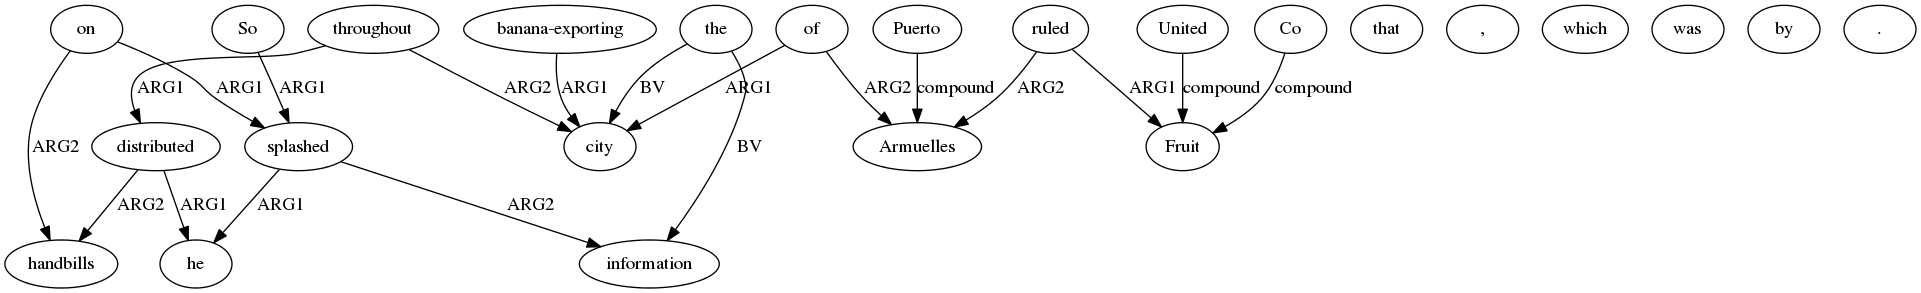 on So throughout banana-exporting the of Puerto ruled United Co that , which was by .
ARG1 ARG1 ARG1 ARG2 ARG1 BV ARG1 ARG2 compound ARG2 ARG1 compound compound
distributed splashed city Armuelles Fruit
ARG2 ARG2 ARG1 ARG1 ARG2 BV
handbills he information